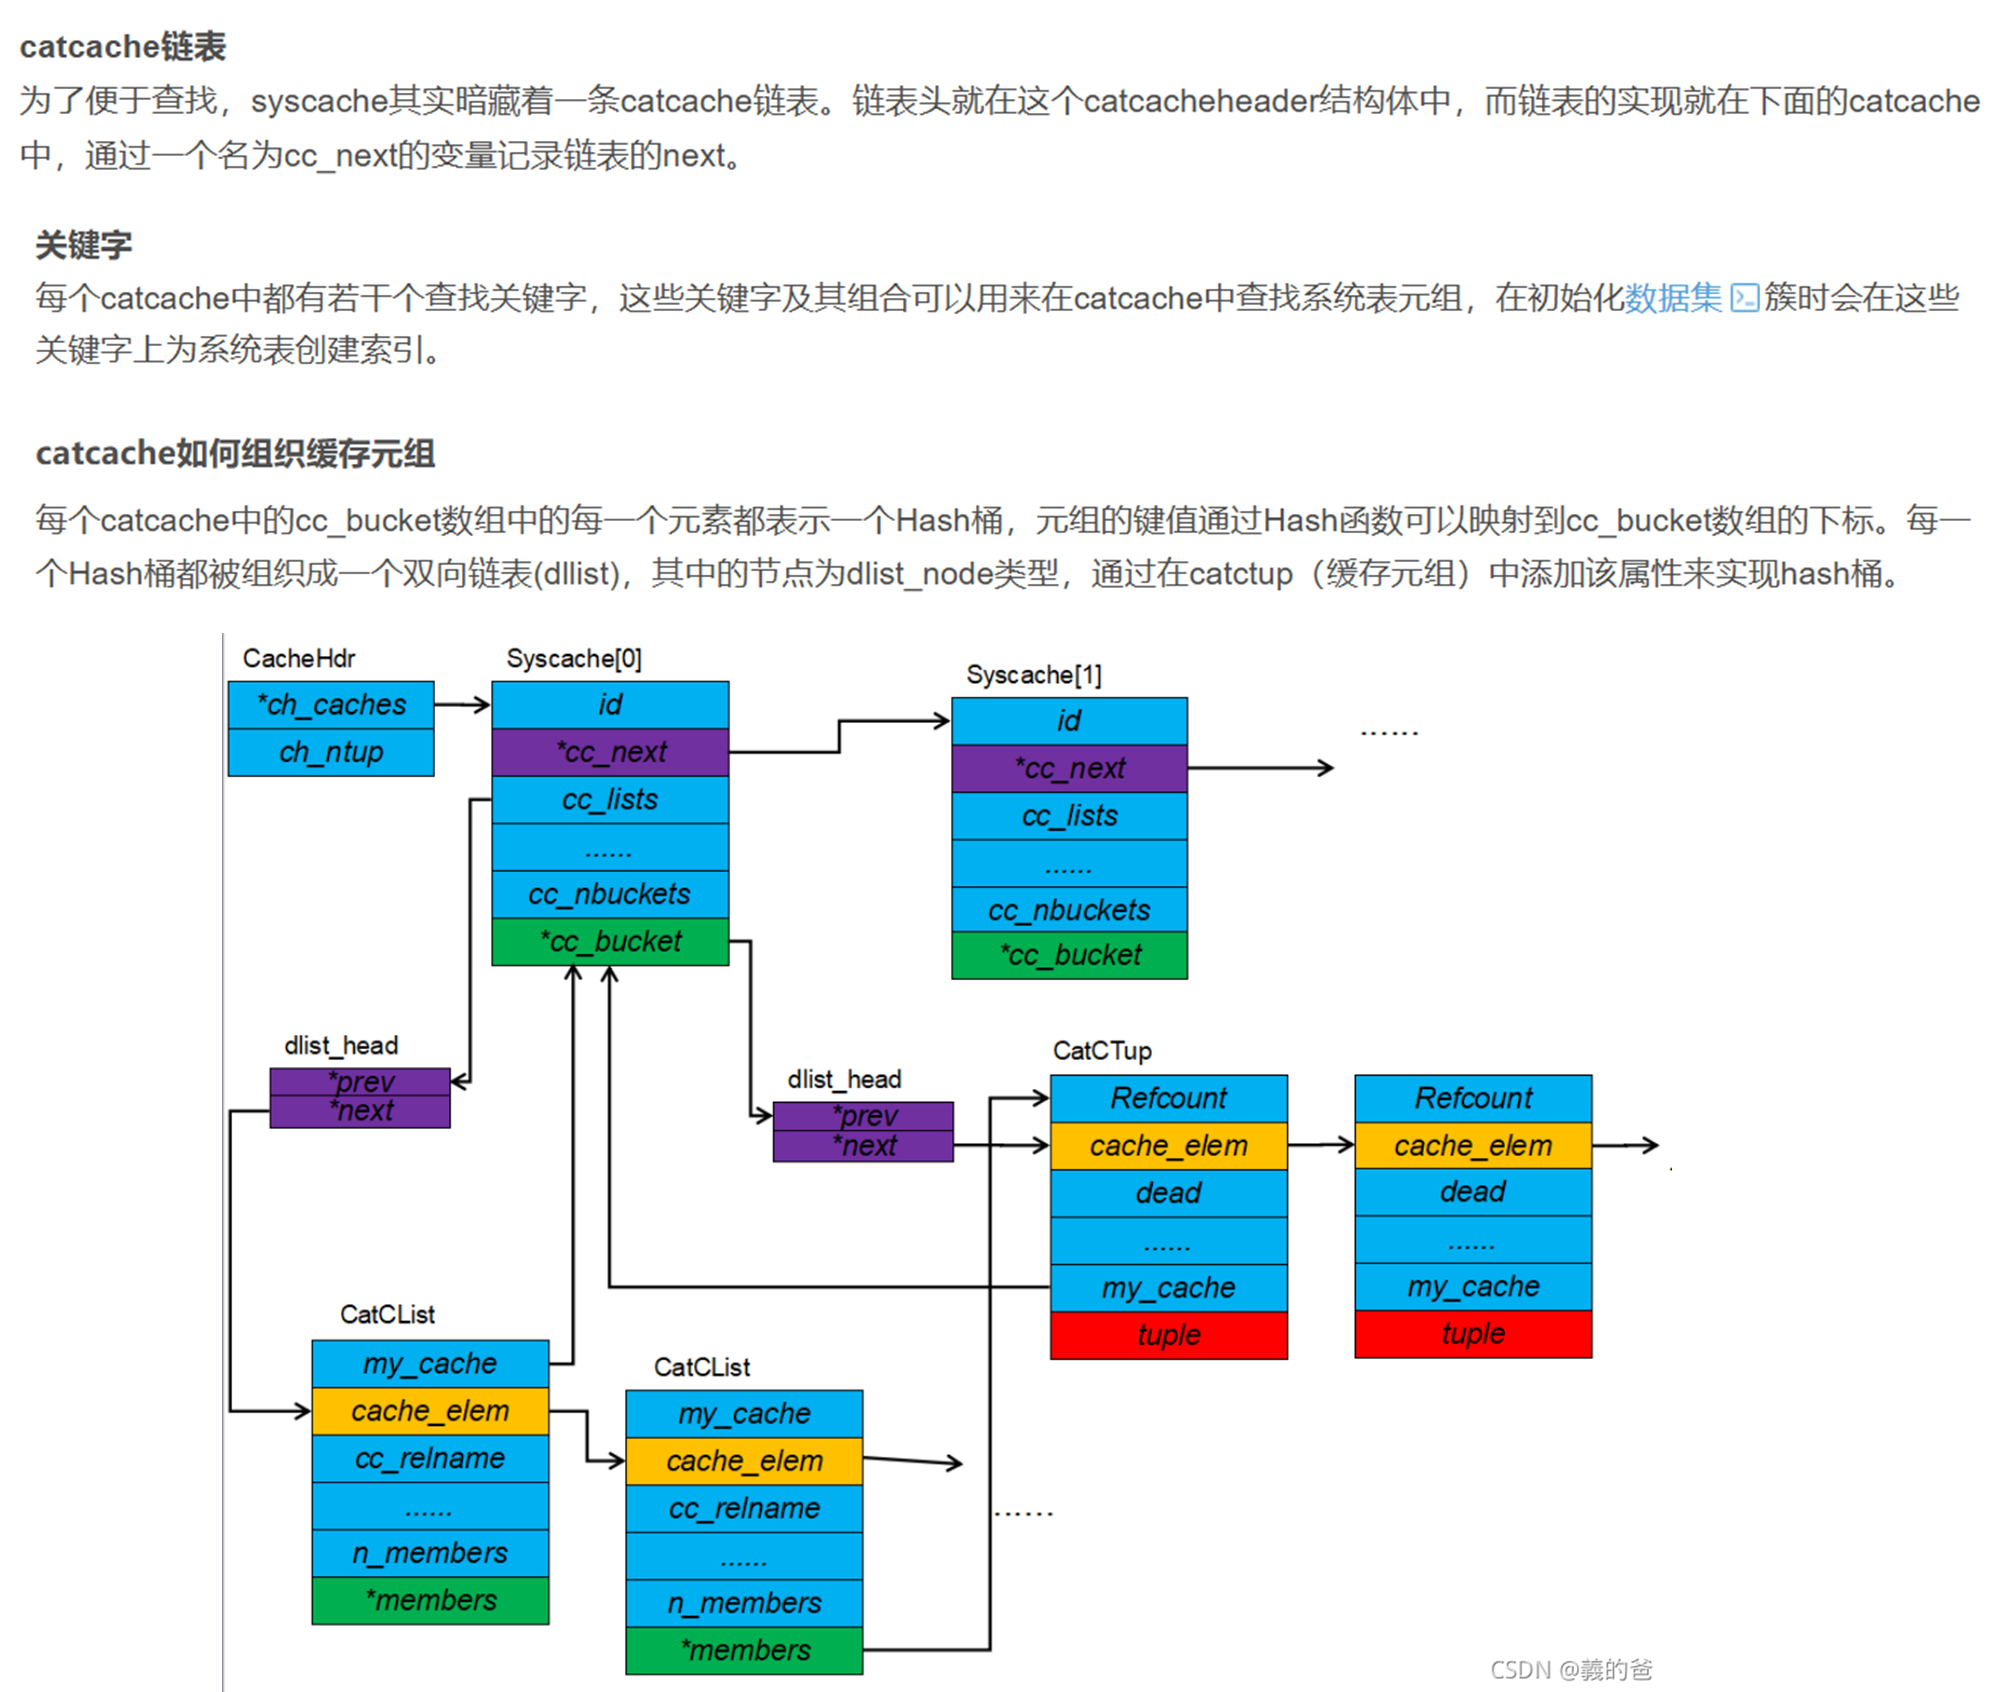 catcache链表
为了便于查找，syscache其实暗藏着一条catcache链表。链表头就在这个catcacheheader结构体中，而链表的实现就在下面的catcache
中，通过一个名为cc_next的变量记录链表的next。
关键字
每个catcache中都有若干个查找关键字，这些关键字及其组合可以用来在catcache中查找系统表元组，在初始化数据集簇时会在这些
关键字上为系统表创建索引。
catcache如何组织缓存元组
每个catcache中的cc_bucket数组中的每一个元素都表示一个Hash桶，元组的键值通过Hash函数可以映射到cc_bucket数组的下标。每一
个Hash桶都被组织成一个双向链表(dllist)，其中的节点为dlist_node类型，通过在catctup（缓存元组）中添加该属性来实现hash桶。
CacheHdr
*ch_caches
ch_ntup
Syscache[0]
id
*cc_next
cc_lists
......
cc_nbuckets
*cc_bucket
Syscache[1]
id
*cc_next
cc_lists
......
cc_nbuckets
*cc_bucket
......
dlist_head
*prev
*next
dlist_head
*prev
*next
CatCTup
Refcount
cache_elem
dead
......
my_cache
tuple
Refcount
cache_elem
dead
......
my_cache
tuple
CatCList
my_cache
cache_elem
cc_relname
......
n_members
*members
CatCList
my_cache
cache_elem
cc_relname
......
n_members
*members
......
CSDN @義的爸